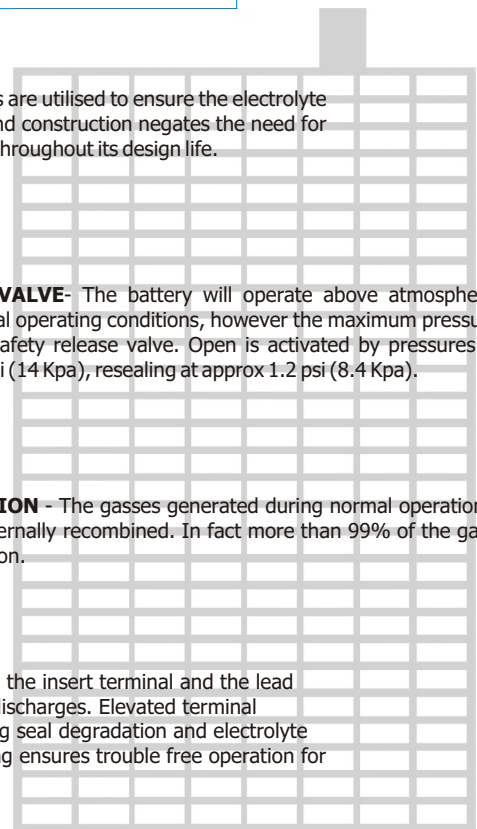 s are utilised to ensure the electrolyte
nd construction negates the need for
hroughout its design life.
VALVE- The battery will operate above atmosphe
al operating conditions, however the maximum pressu
afety release valve. Open is activated by pressures
i (14 Kpa), resealing at approx 1.2 psi (8.4 Kpa).
ION - The gasses generated during normal operation
ernally recombined. In fact more than 99% of the ga
on.
the insert terminal and the lead
ischarges. Elevated terminal
g seal degradation and electrolyte
g ensures trouble free operation for